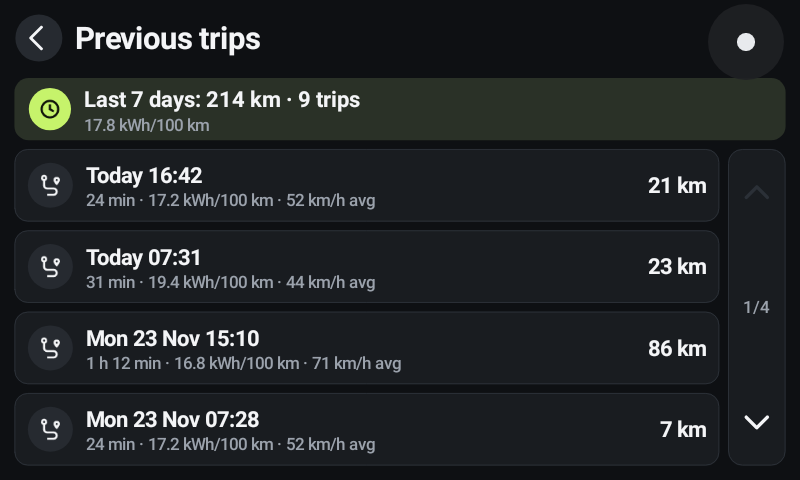 Previous trips
Last 7 days: 214 km · 9 trips
17.8 kWh/100 km
Today 16:42
24 min · 17.2 kWh/100 km · 52 km/h avg
21 km
Today 07:31
31 min · 19.4 kWh/100 km · 44 km/h avg
23 km
1/4
Mon 23 Nov 15:10
1 h 12 min · 16.8 kWh/100 km · 71 km/h avg
86 km
Mon 23 Nov 07:28
24 min · 17.2 kWh/100 km · 52 km/h avg
7 km